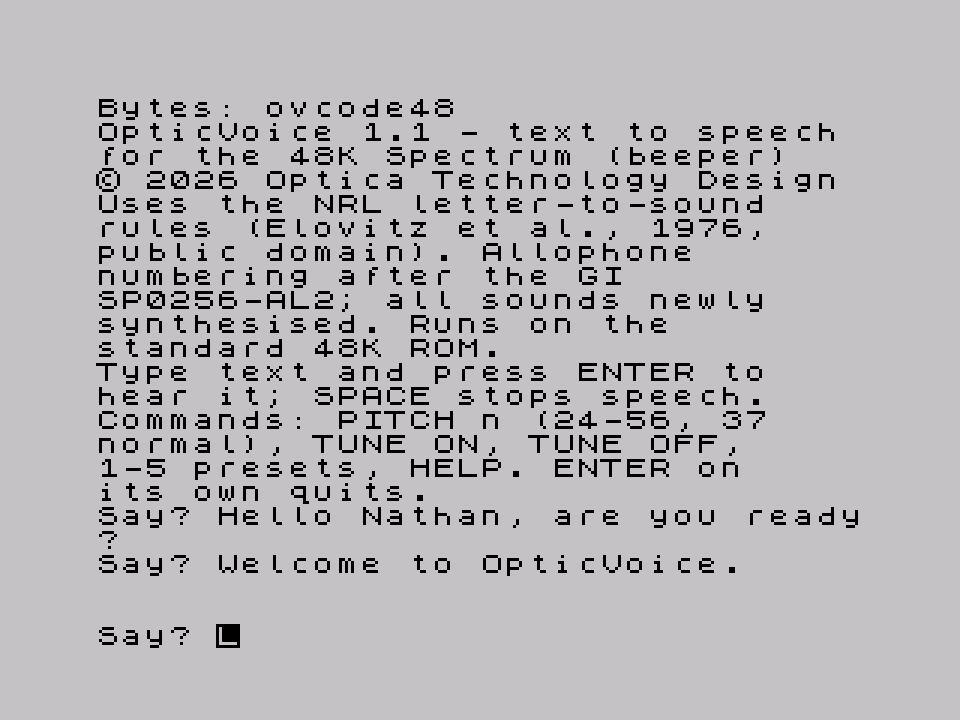 Bytes: ovcode48
OpticVoice 1.1 - text to speech
for the 48K Spectrum (beeper)
© 2026 Optica Technology Design
Uses the NRL letter-to-sound
rules (Elovitz et al., 1976,
public domain). Allophone
numbering after the GI
SP0256-AL2; all sounds newly
synthesised. Runs on the
standard 48K ROM.
Type text and press ENTER to
hear it; SPACE stops speech.
Commands: PITCH n (24-56, 37
normal), TUNE ON, TUNE OFF,
1-5 presets, HELP. ENTER on
its own quits.
Say? Hello Nathan, are you ready
?
Say? Welcome to OpticVoice.
Say? L